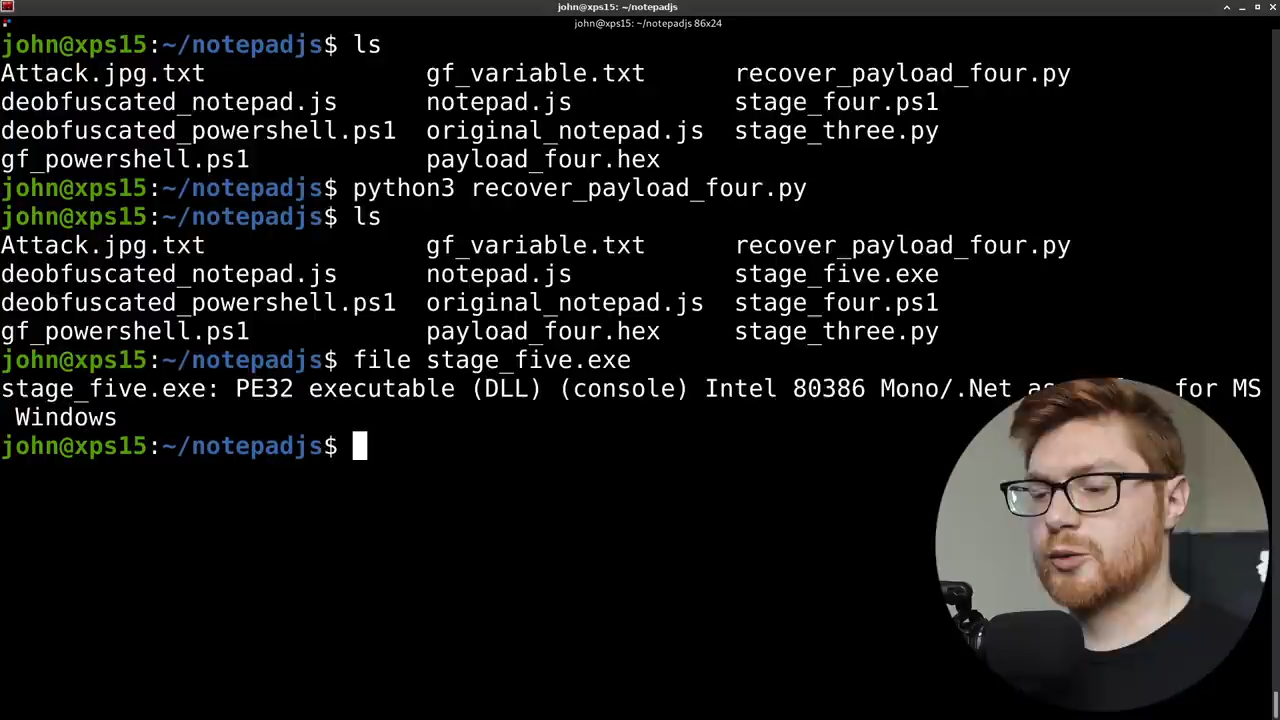 john@xps15: ~/notepadjs
john@xps15: ~/notepadjs 86x24
john@xps15:~/notepadjs$ ls
Attack.jpg.txt gf_variable.txt recover_payload_four.py
deobfuscated_notepad.js notepad.js stage_four.ps1
deobfuscated_powershell.ps1 original_notepad.js stage_three.py
gf_powershell.ps1 payload_four.hex
john@xps15:~/notepadjs$ python3 recover_payload_four.py
john@xps15:~/notepadjs$ ls
Attack.jpg.txt gf_variable.txt recover_payload_four.py
deobfuscated_notepad.js notepad.js stage_five.exe
deobfuscated_powershell.ps1 original_notepad.js stage_four.ps1
gf_powershell.ps1 payload_four.hex stage_three.py
john@xps15:~/notepadjs$ file stage_five.exe
stage_five.exe: PE32 executable (DLL) (console) Intel 80386 Mono/.Net for MS
Windows
john@xps15:~/notepadjs$